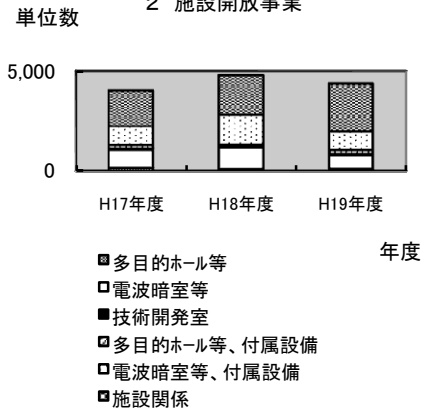 2 施設開放事業
単位数
5,000
0
H17年度 H18年度 H19年度
年度
多目的ホール等
電波暗室等
技術開発室
多目的ホール等、付属設備
電波暗室等、付属設備
施設関係